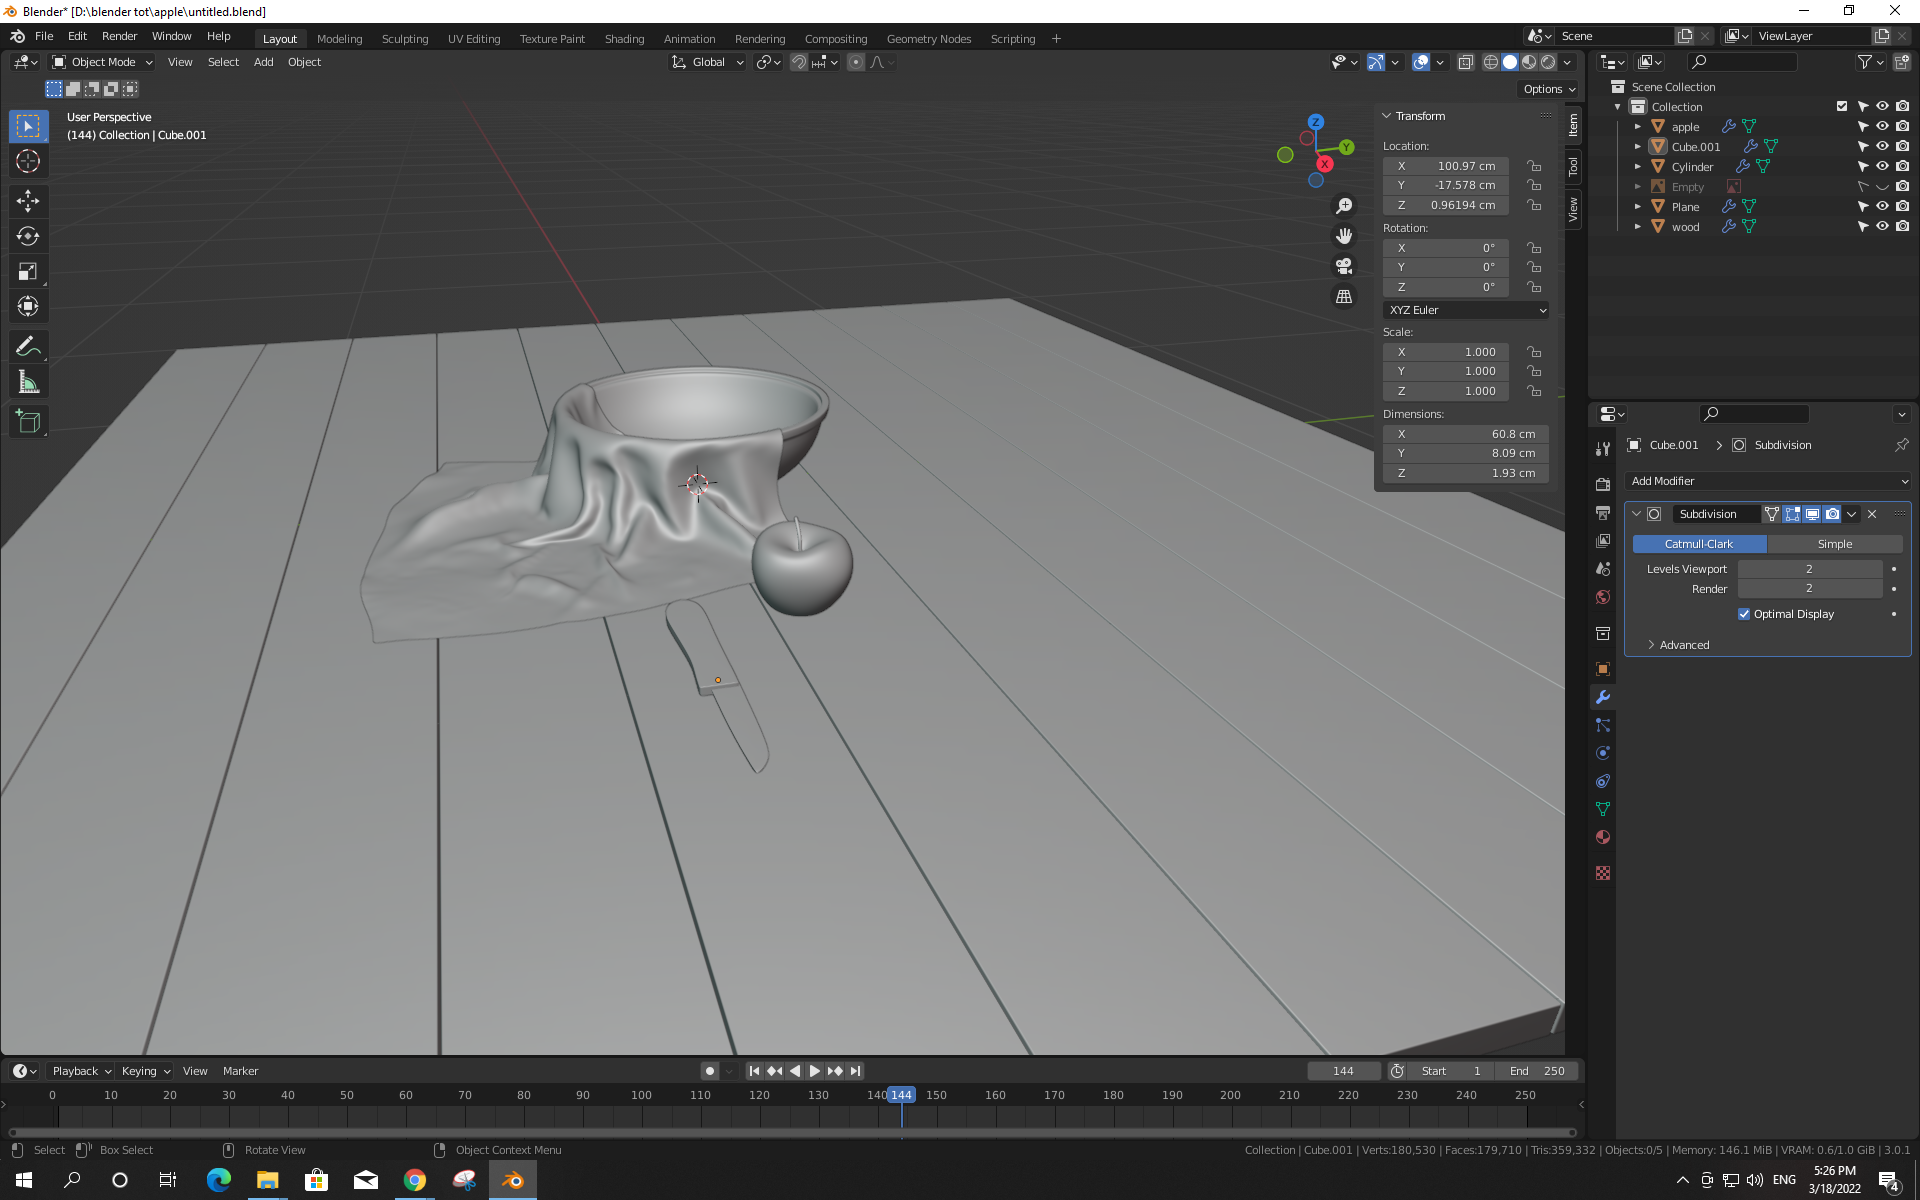 Blender* [D:\blender tot\apple\untitled.blend]
File Edit Render Window Help Layout Modeling Sculpting UV Editing Texture Paint Shading Animation Rendering Compositing Geometry Nodes Scripting + Scene ViewLayer
Object Mode View Select Add Object Global
Options
User Perspective
(144) Collection | Cube.001
Z
Y
X
Transform
Location:
X 100.97 cm
Y -17.578 cm
Z 0.96194 cm
Rotation:
X 0°
Y 0°
Z 0°
XYZ Euler
Scale:
X 1.000
Y 1.000
Z 1.000
Dimensions:
X 60.8 cm
Y 8.09 cm
Z 1.93 cm
Item
Tool
View
Scene Collection
Collection
apple
Cube.001
Cylinder
Empty
Plane
wood
Cube.001 > Subdivision
Add Modifier
Subdivision
Catmull-Clark Simple
Levels Viewport 2
Render 2
Optimal Display
Advanced
Playback Keying View Marker 144 Start 1 End 250
0 10 20 30 40 50 60 70 80 90 100 110 120 130 140 144 150 160 170 180 190 200 210 220 230 240 250
Select Box Select Rotate View Object Context Menu Collection | Cube.001 | Verts:180,530 | Faces:179,710 | Tris:359,332 | Objects:0/5 | Memory: 146.1 MiB | VRAM: 0.6/1.0 GiB | 3.0.1
ENG
5:26 PM
3/18/2022
4